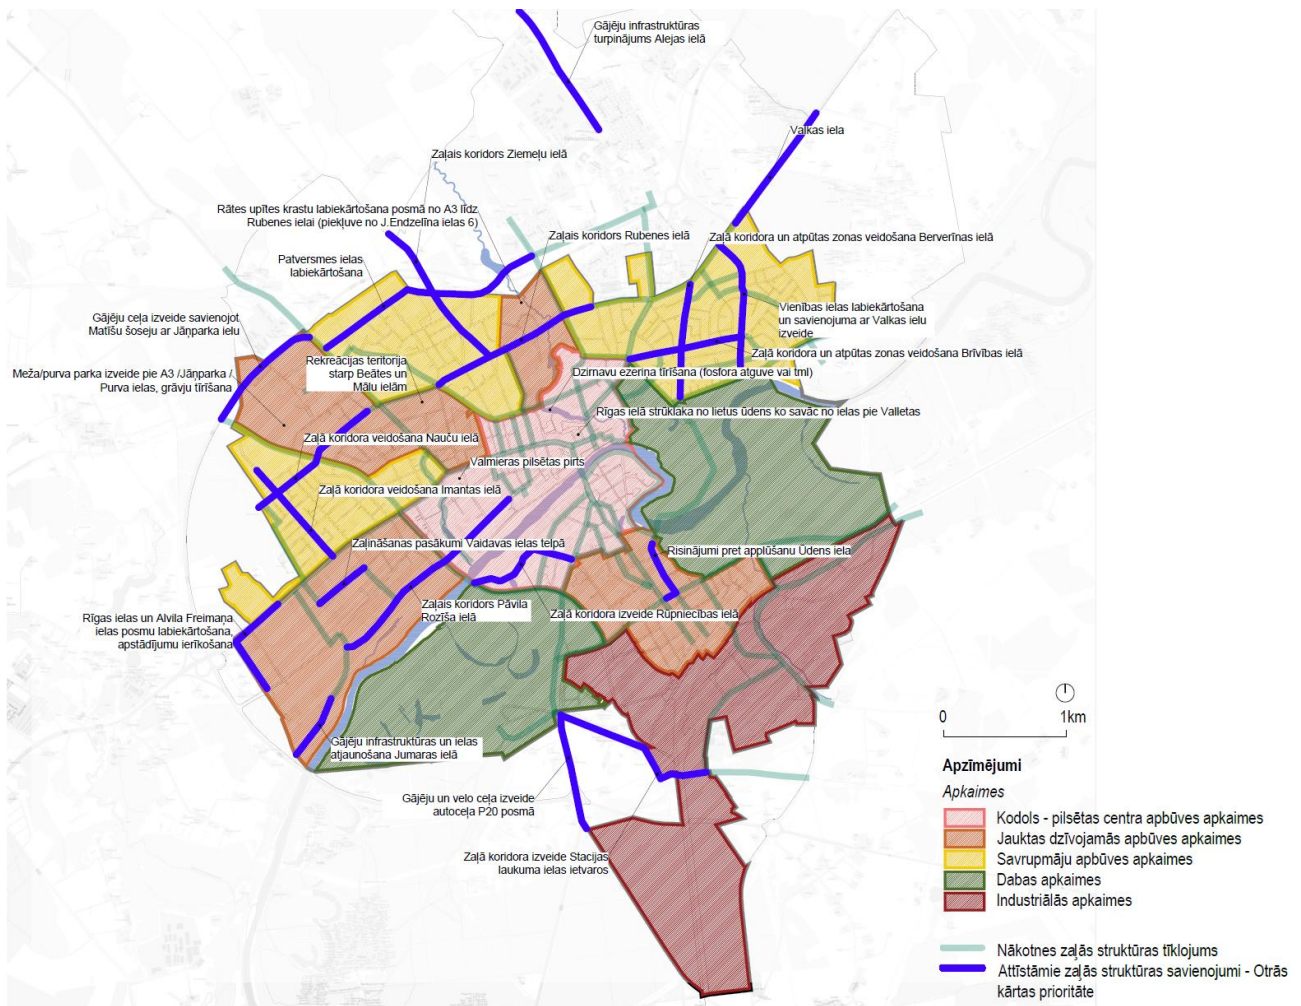 Gājēju infrastruktūras
turpinājums Alejas ielā
Valkas iela
Zaļais koridors Ziemeļu ielā
Rātes upītes krastu labiekārtošana posmā no A3 līdz
Rubenes ielai (piekļuve no J.Endzelīna ielas 6)
Zaļais koridors Rubenes ielā
Zaļā koridora un atpūtas zonas veidošana Berverīnas ielā
Patversmes ielas
labiekārtošana
Gājēju ceļa izveide savienojot
Matīšu šoseju ar Jāņparka ielu
Vienības ielas labiekārtošana
un savienojuma ar Valkas ielu
izveide
Rekreācijas teritorija
starp Beātes un
Mālu ielām
Zaļā koridora un atpūtas zonas veidošana Brīvības ielā
Meža/purva parka izveide pie A3 /Jāņparka /
Purva ielas, grāvju tīrīšana
Dzirnavu ezeriņa tīrīšana (fosfora atguve vai tml)
Rīgas ielā strūklaka no lietus ūdens ko savāc no ielas pie Valletas
Zaļā koridora veidošana Nauču ielā
Valmieras pilsētas pirts
Zaļā koridora veidošana Imantas ielā
Zaļināšanas pasākumi Vaidavas ielas telpā
Risinājumi pret applūšanu Ūdens iela
Zaļais koridors Pāvila
Rozīša ielā
Zaļā koridora izveide Rūpniecības ielā
Rīgas ielas un Alvila Freimaņa
ielas posmu labiekārtošana,
apstādījumu ierīkošana
Gājēju infrastruktūras un ielas
atjaunošana Jumaras ielā
Gājēju un velo ceļa izveide
autoceļa P20 posmā
Zaļā koridora izveide Stacijas
laukuma ielas ietvaros
0 1km
Apzīmējumi
Apkaimes
Kodols - pilsētas centra apbūves apkaimes
Jauktas dzīvojamās apbūves apkaimes
Savrupmāju apbūves apkaimes
Dabas apkaimes
Industriālās apkaimes
Nākotnes zaļās struktūras tīklojums
Attīstāmie zaļās struktūras savienojumi - Otrās
kārtas prioritāte